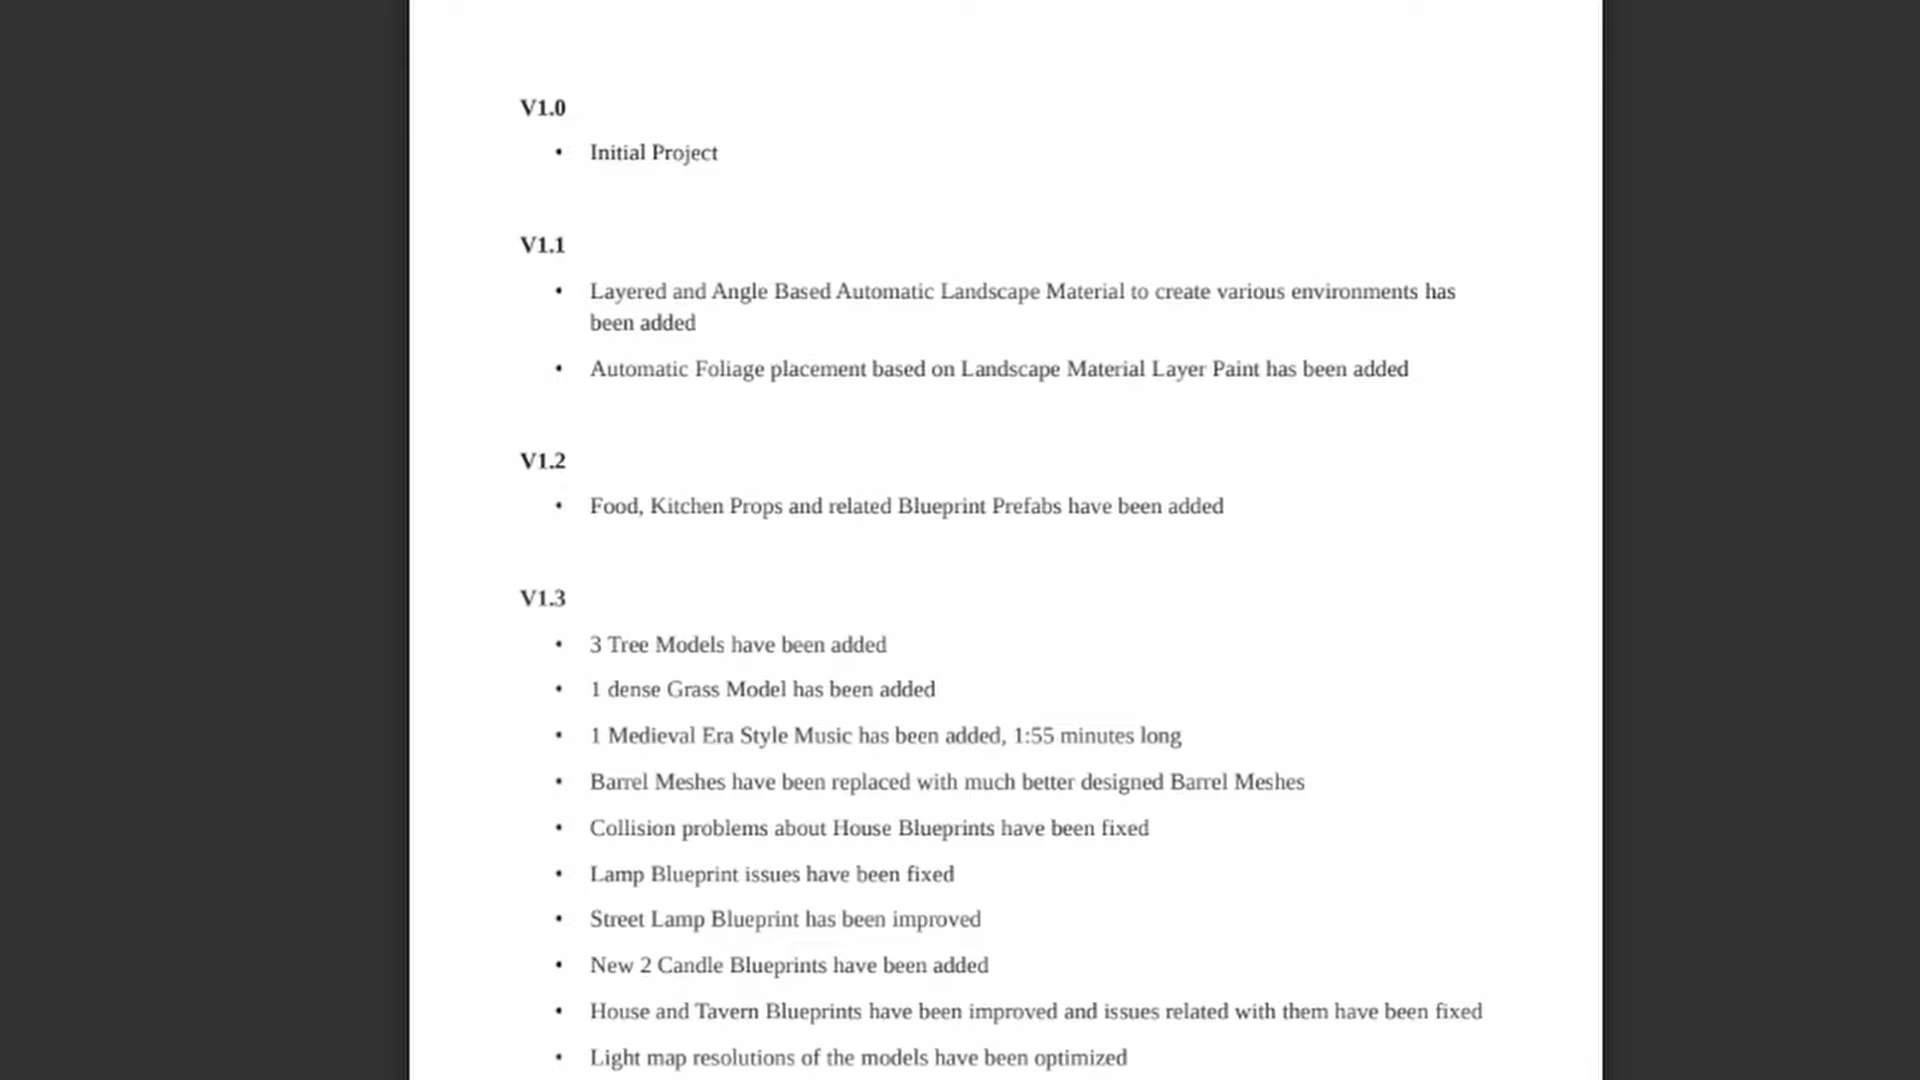 V1.0
• Initial Project
V1.1
• Layered and Angle Based Automatic Landscape Material to create various environments has
been added
• Automatic Foliage placement based on Landscape Material Layer Paint has been added
V1.2
• Food, Kitchen Props and related Blueprint Prefabs have been added
V1.3
• 3 Tree Models have been added
• 1 dense Grass Model has been added
• 1 Medieval Era Style Music has been added, 1:55 minutes long
• Barrel Meshes have been replaced with much better designed Barrel Meshes
• Collision problems about House Blueprints have been fixed
• Lamp Blueprint issues have been fixed
• Street Lamp Blueprint has been improved
• New 2 Candle Blueprints have been added
• House and Tavern Blueprints have been improved and issues related with them have been fixed
• Light map resolutions of the models have been optimized